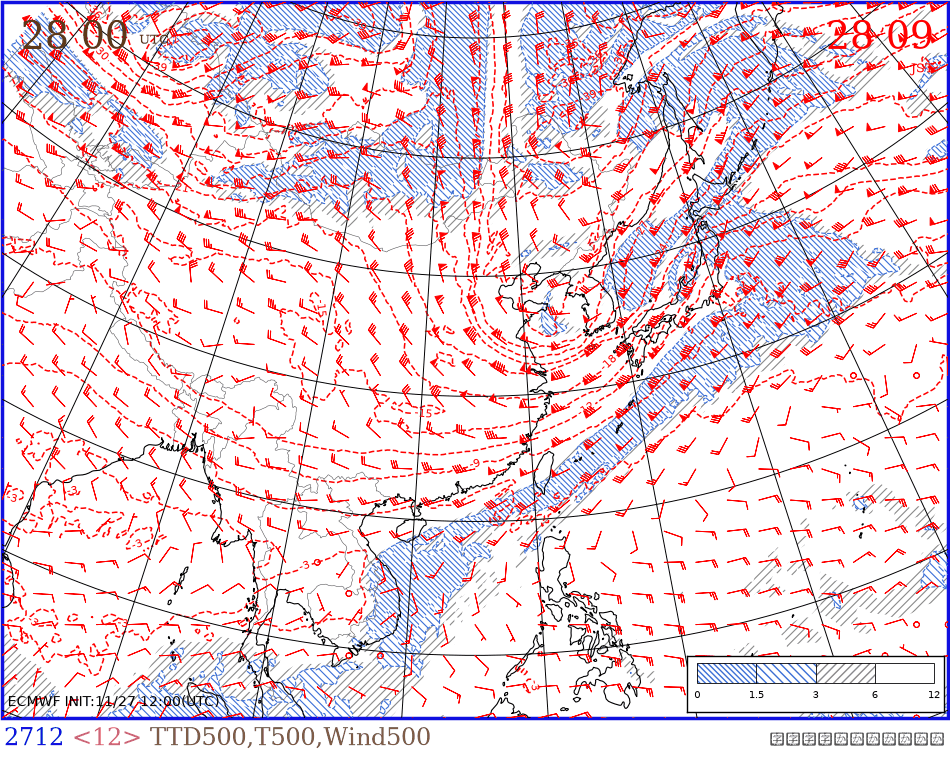 28 00 UTC 28 09
JST
ECMWF INIT:11/27 12:00(UTC)
0 1.5 3 6 12
2712 <12> TTD500,T500,Wind500